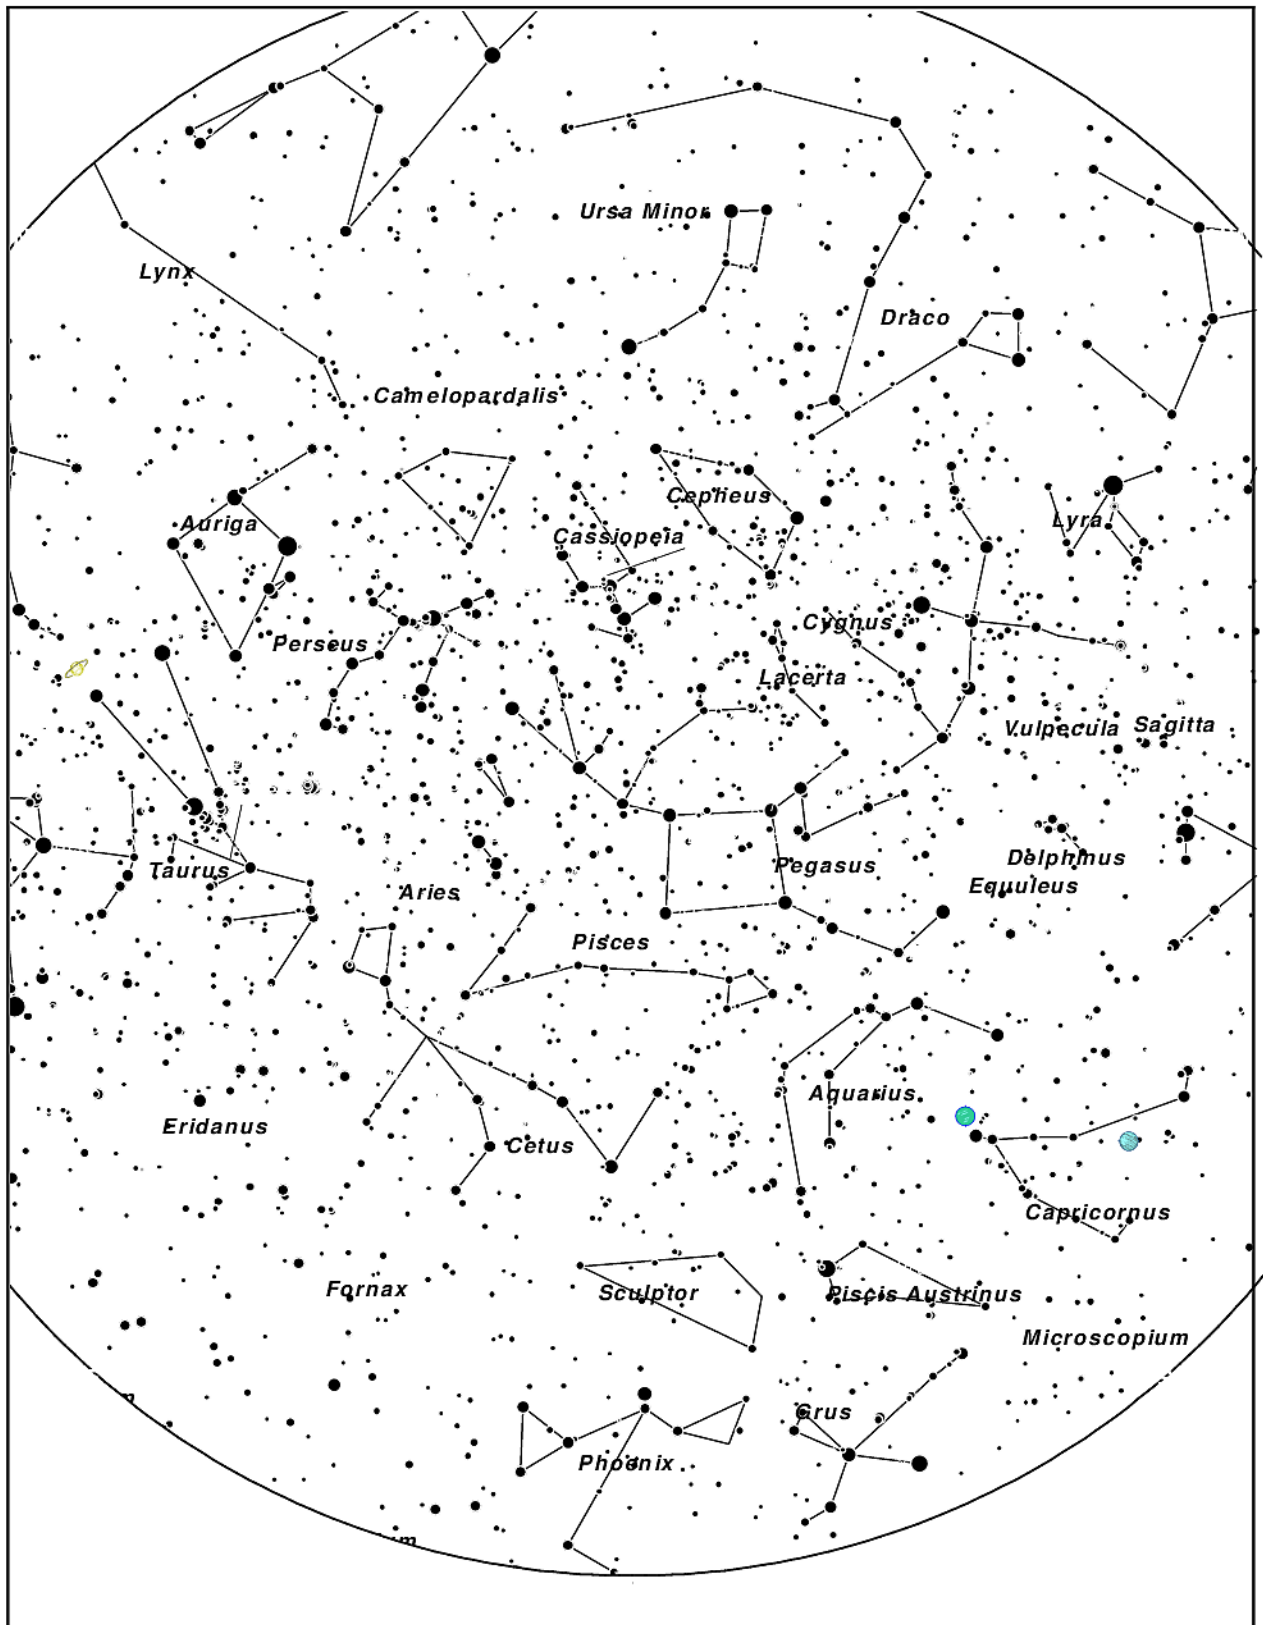 Ursa Minor
Lynx
Draco
Camelopardalis
Cepheus
Auriga
Lyra
Cassiopeia
Cygnus
Perseus
Lacerta
Vulpecula
Sagitta
Delphinus
Pegasus
Taurus
Equuleus
Aries
Pisces
Aquarius
Eridanus
Cetus
Capricornus
Fornax
Sculptor
Piscis Austrinus
Microscopium
m
Grus
Phoenix
m